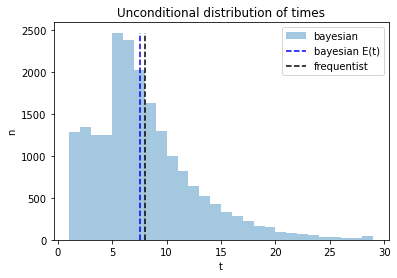 Unconditional distribution of times
bayesian
bayesian E(t)
frequentist
2500
2000
1500
1000
500
0
n
0 5 10 15 20 25 30
t